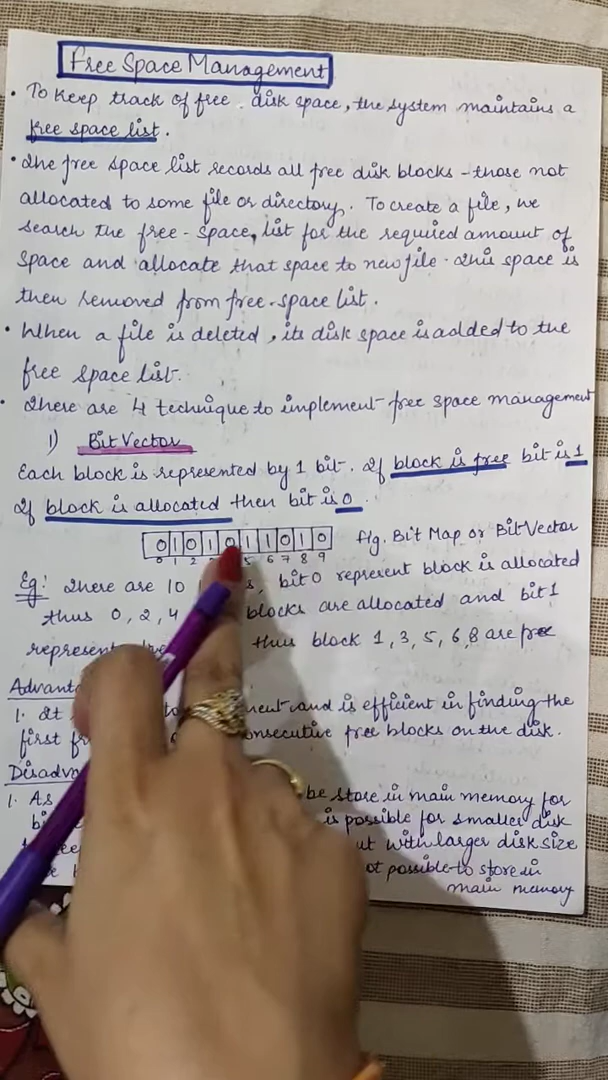 Free Space Management
• To keep track of free disk space, the system maintains a
free space list.
• The free space list records all free disk blocks - those not
allocated to some file or directory. To create a file, we
search the free-space list for the required amount of
space and allocate that space to new file. This space is
then removed from free-space list.
• When a file is deleted, its disk space is added to the
free space list.
• There are 4 technique to implement free space management
1) Bit Vector
Each block is represented by 1 bit. If block is free bit is 1
If block is allocated then bit is 0.
0 1 0 1 0 1 1 0 1 0 fig. Bit Map or Bit Vector
0 1 2 5 6 7 8 9
Eg: There are 10 bit 0 represent block is allocated
thus 0, 2, 4 blocks are allocated and bit 1
represent thus block 1, 3, 5, 6, 8 are free
1. It and is efficient in finding the
first consecutive free blocks on the disk.
1. As be store in main memory for
is possible for smaller disk
with larger disk size
possible to store in
main memory